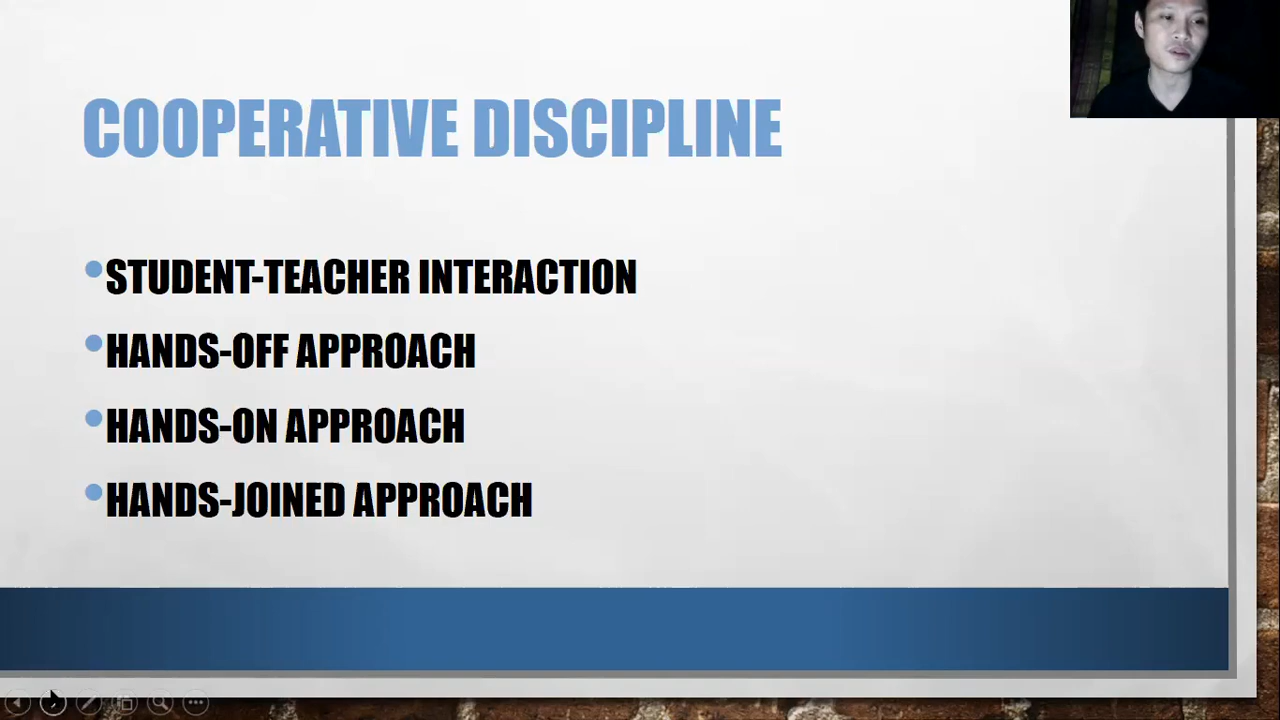 COOPERATIVE DISCIPLINE
•STUDENT-TEACHER INTERACTION
•HANDS-OFF APPROACH
•HANDS-ON APPROACH
•HANDS-JOINED APPROACH